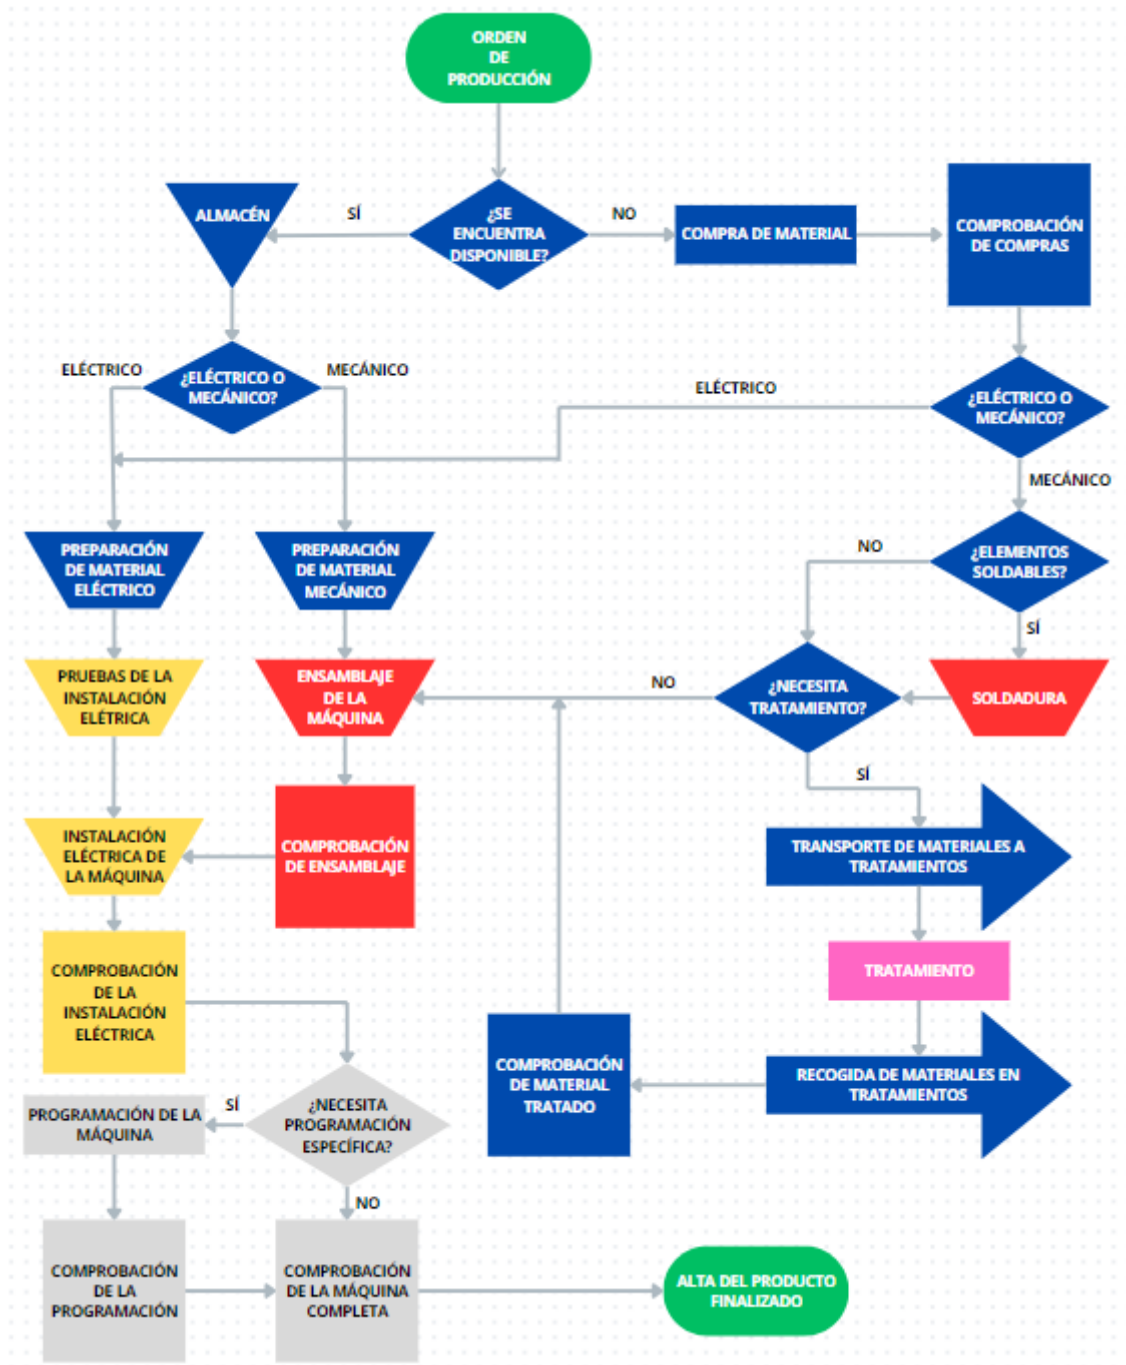 ORDEN
DE
PRODUCCIÓN
ALMACÉN
SÍ
¿SE
ENCUENTRA
DISPONIBLE?
NO
COMPRA DE MATERIAL
COMPROBACIÓN
DE COMPRAS
ELÉCTRICO
¿ELÉCTRICO O
MECÁNICO?
MECÁNICO
ELÉCTRICO
¿ELÉCTRICO O
MECÁNICO?
MECÁNICO
PREPARACIÓN
DE MATERIAL
ELÉCTRICO
PREPARACIÓN
DE MATERIAL
MECÁNICO
NO
¿ELEMENTOS
SOLDABLES?
SÍ
PRUEBAS DE LA
INSTALACIÓN
ELÉTRICA
ENSAMBLAJE
DE LA
MÁQUINA
NO
¿NECESITA
TRATAMIENTO?
SOLDADURA
SÍ
INSTALACIÓN
ELÉCTRICA DE
LA MÁQUINA
COMPROBACIÓN
DE ENSAMBLAJE
TRANSPORTE DE MATERIALES A
TRATAMIENTOS
COMPROBACIÓN
DE LA
INSTALACIÓN
ELÉCTRICA
TRATAMIENTO
COMPROBACIÓN
DE MATERIAL
TRATADO
RECOGIDA DE MATERIALES EN
TRATAMIENTOS
PROGRAMACIÓN DE LA
MÁQUINA
SÍ
¿NECESITA
PROGRAMACIÓN
ESPECÍFICA?
NO
COMPROBACIÓN
DE LA
PROGRAMACIÓN
COMPROBACIÓN
DE LA MÁQUINA
COMPLETA
ALTA DEL PRODUCTO
FINALIZADO